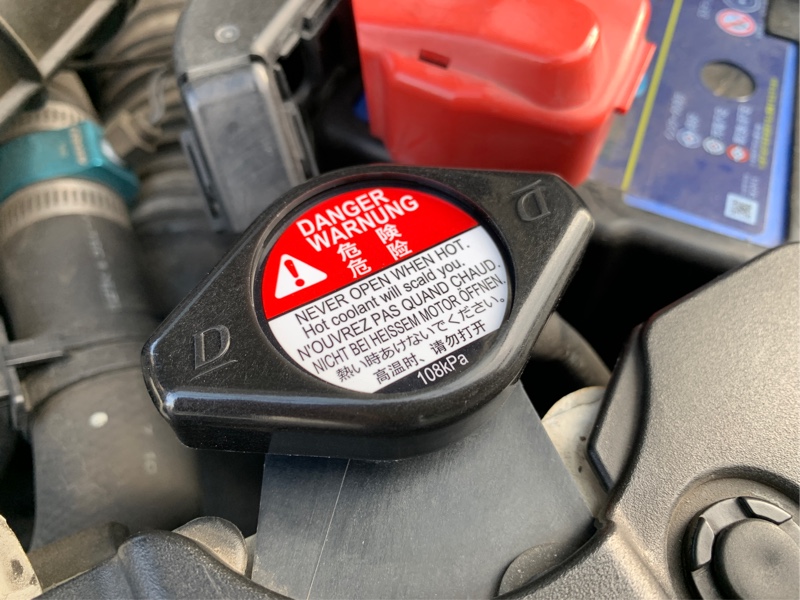 DANGER
WARNUNG
危 険
危 险
NEVER OPEN WHEN HOT.
Hot coolant will scald you.
N'OUVREZ PAS QUAND CHAUD.
NICHT BEI HEISSEM MOTOR ÖFFNEN.
熱い時あけないでください。
高温时、请勿打开
108kPa
D
D